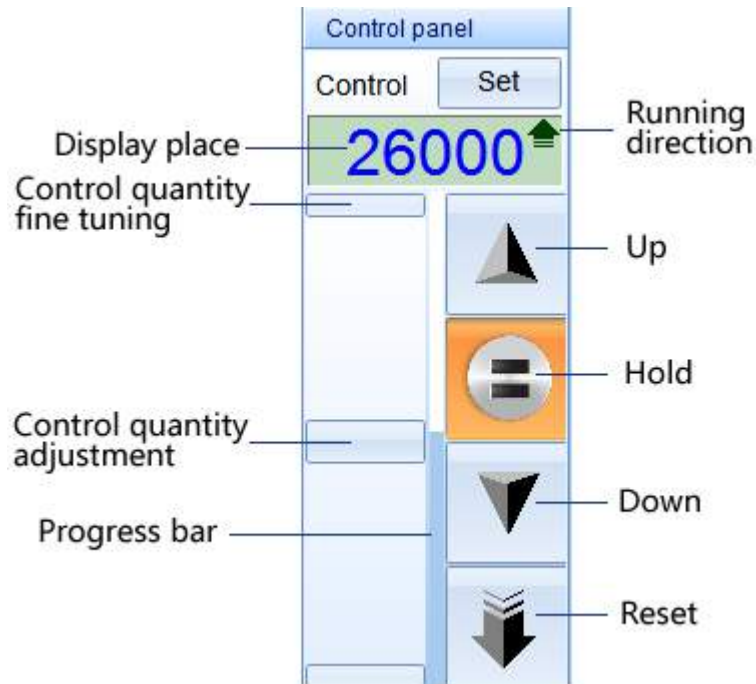 Control panel
Control
Set
Running
direction
Display place
26000
Control quantity
fine tuning
Up
Hold
Control quantity
adjustment
Down
Progress bar
Reset